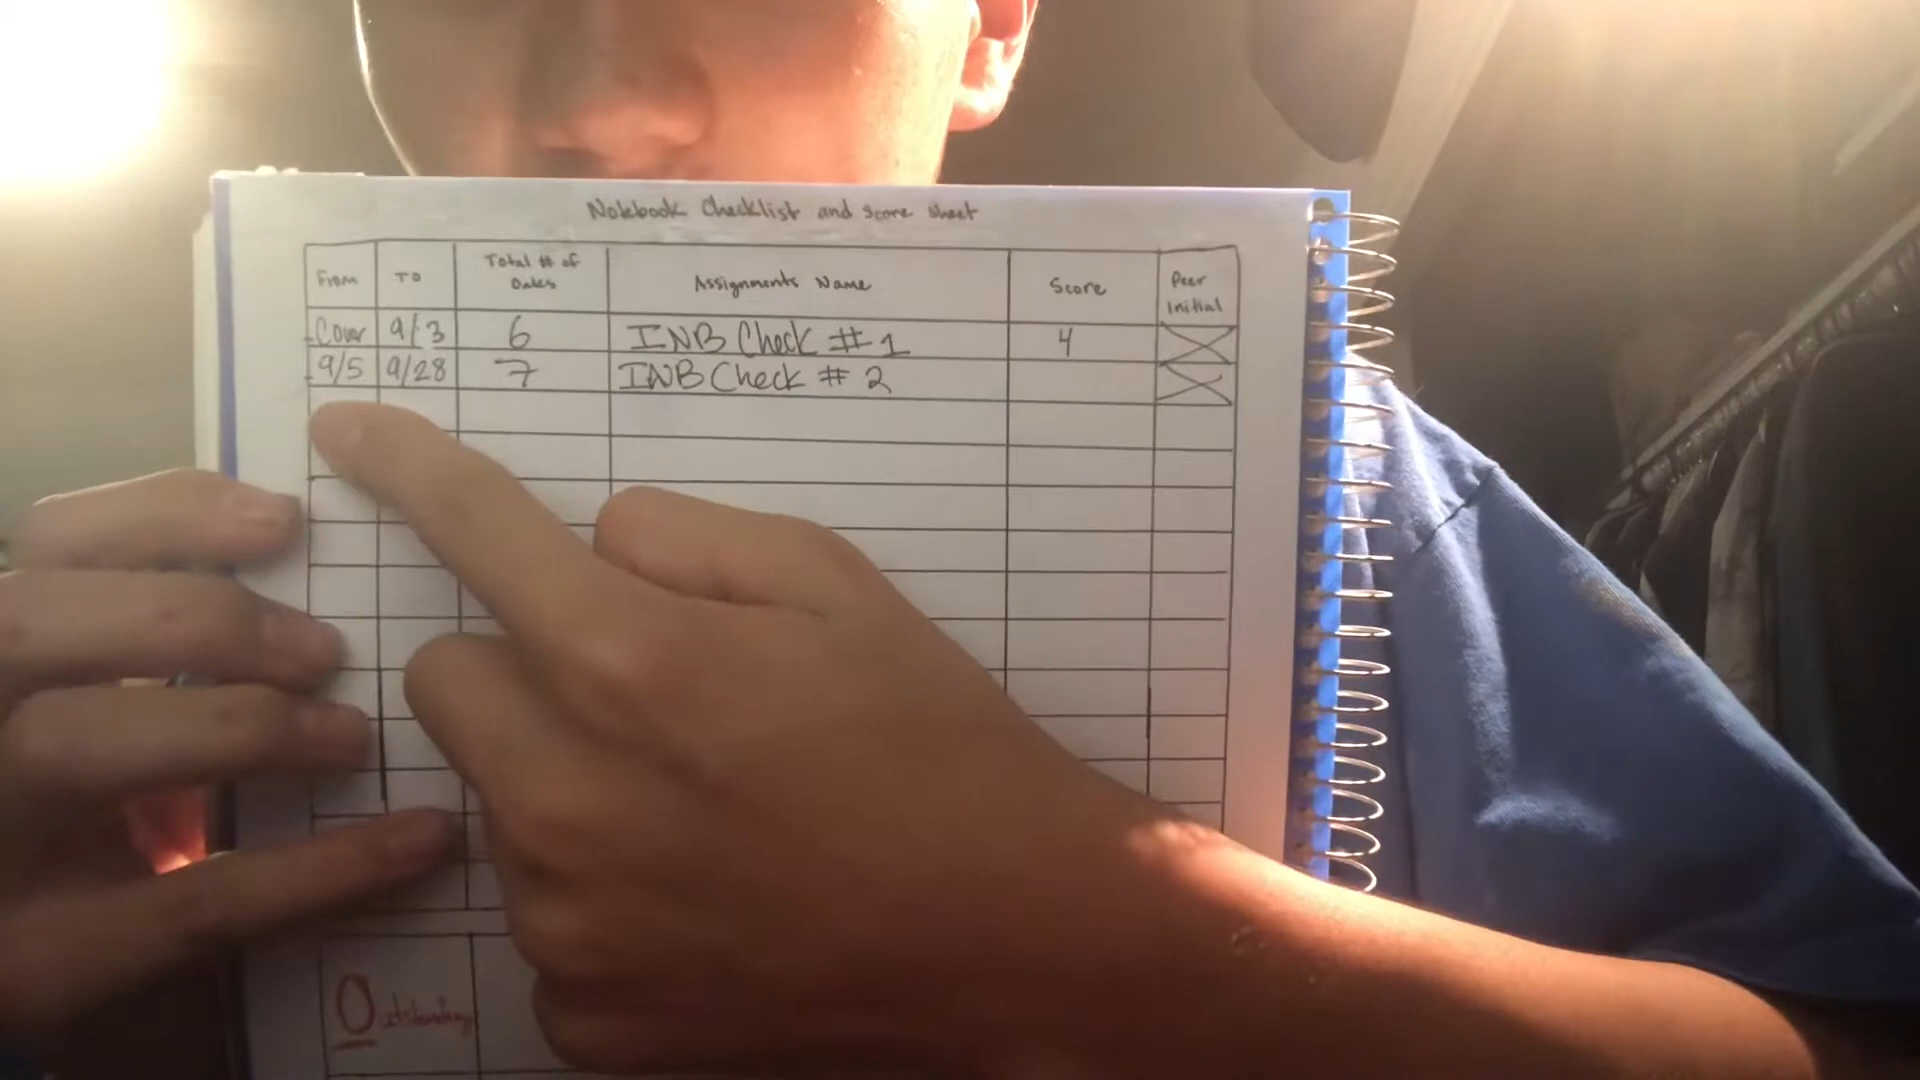 Notebook Checklist and Score Sheet
From To Total # of Dates Assignments Name Score Peer Initial
Cover 9/3 6 INB Check #1 4
9/5 9/28 7 INB Check #2
Outstanding